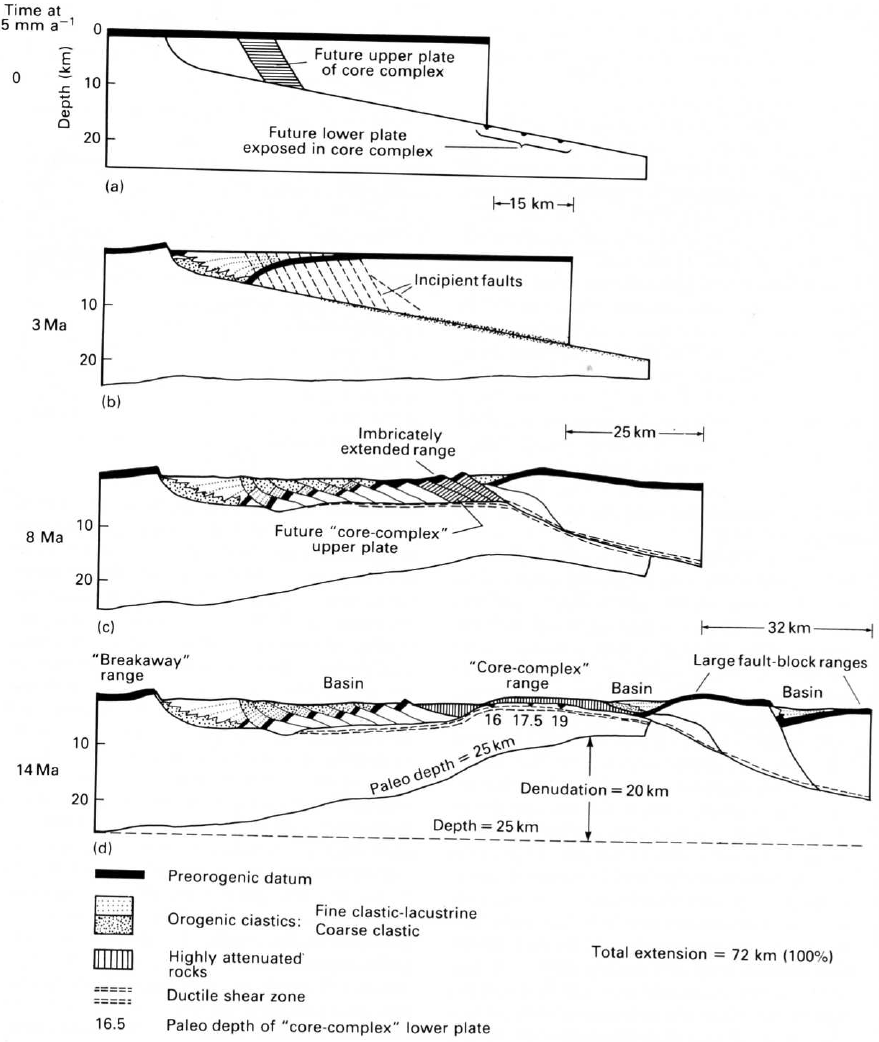 Time at
5 mm a⁻¹
0
Depth (km)
0
10
20
Future upper plate
of core complex
Future lower plate
exposed in core complex
(a)
15 km
3 Ma
10
20
Incipient faults
(b)
25 km
Imbricately
extended range
8 Ma
10
20
Future "core-complex"
upper plate
(c)
32 km
"Breakaway"
range
Basin
"Core-complex"
range
Basin
Large fault-block ranges
Basin
14 Ma
10
20
16 17.5 19
Paleo depth = 25 km
Denudation = 20 km
Depth = 25 km
(d)
Preorogenic datum
Orogenic ciastics: Fine clastic-lacustrine
Coarse clastic
Highly attenuated
rocks
Total extension = 72 km (100%)
Ductile shear zone
16.5 Paleo depth of "core-complex" lower plate